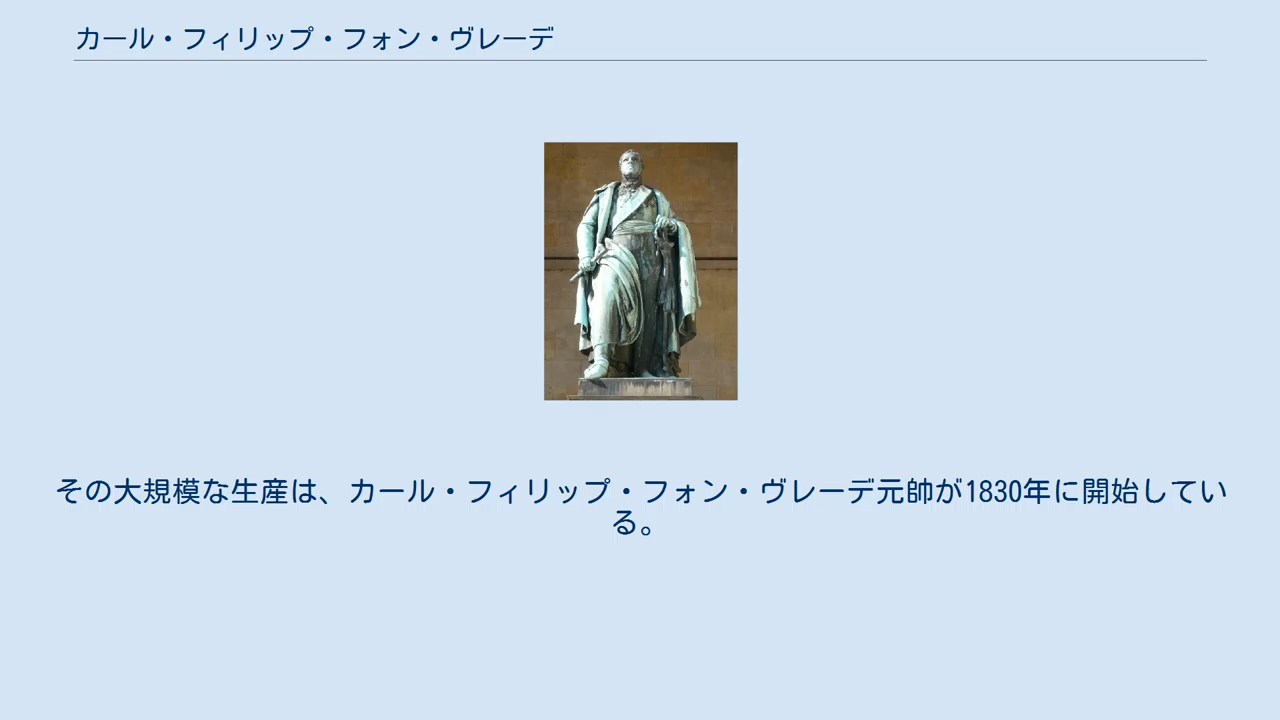 カール・フィリップ・フォン・ヴレーデ
その大規模な生産は、カール・フィリップ・フォン・ヴレーデ元帥が1830年に開始してい
る。